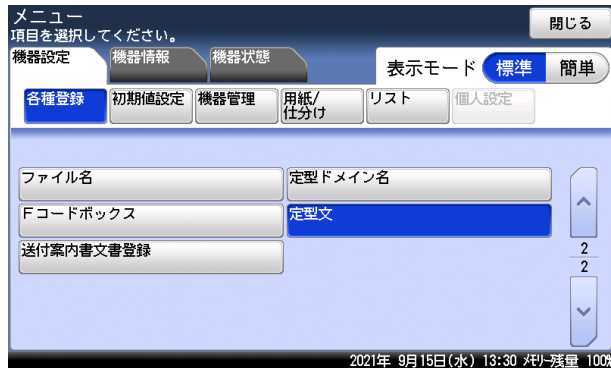 メニュー
閉じる
項目を選択してください。
機器設定 機器情報 機器状態
表示モード 標準 簡単
各種登録 初期値設定 機器管理 用紙/ リスト 個人設定
仕分け
ファイル名 定型ドメイン名
Fコードボックス 定型文
送付案内書文書登録
2
2
2021年 9月15日(水) 13:30 メモリー残量 100%